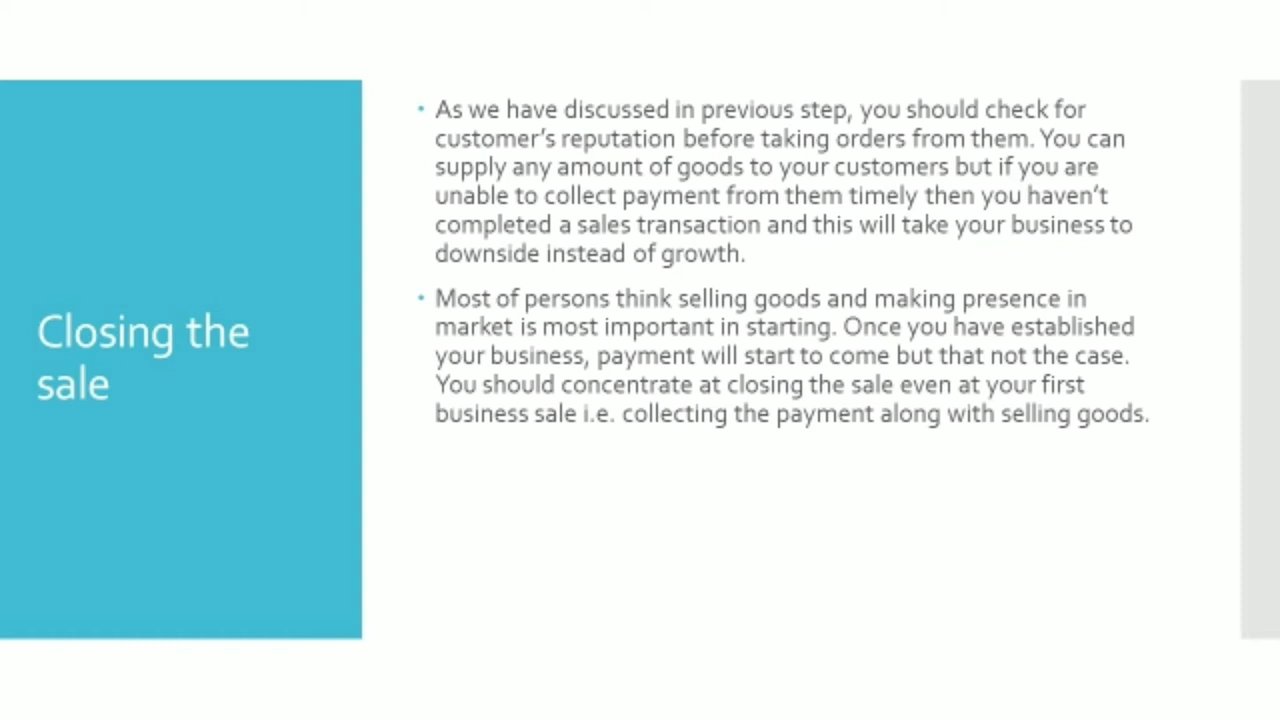 Closing the
sale
• As we have discussed in previous step, you should check for
customer's reputation before taking orders from them. You can
supply any amount of goods to your customers but if you are
unable to collect payment from them timely then you haven't
completed a sales transaction and this will take your business to
downside instead of growth.
• Most of persons think selling goods and making presence in
market is most important in starting. Once you have established
your business, payment will start to come but that not the case.
You should concentrate at closing the sale even at your first
business sale i.e. collecting the payment along with selling goods.